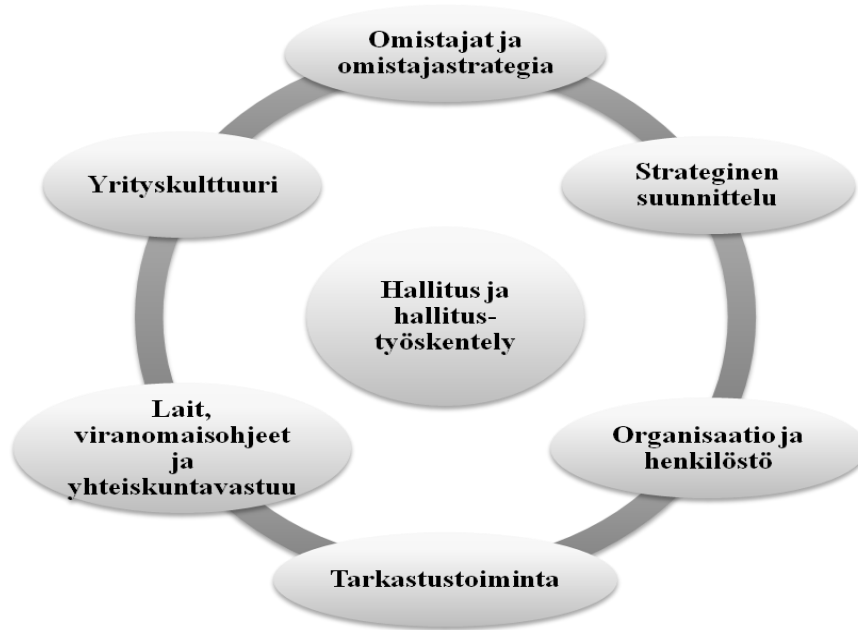 Omistajat ja
omistajastrategia
Strateginen
suunnittelu
Organisaatio ja
henkilöstö
Tarkastustoiminta
Lait,
viranomaisohjeet
ja
yhteiskuntavastuu
Yrityskulttuuri
Hallitus ja
hallitus-
työskentely